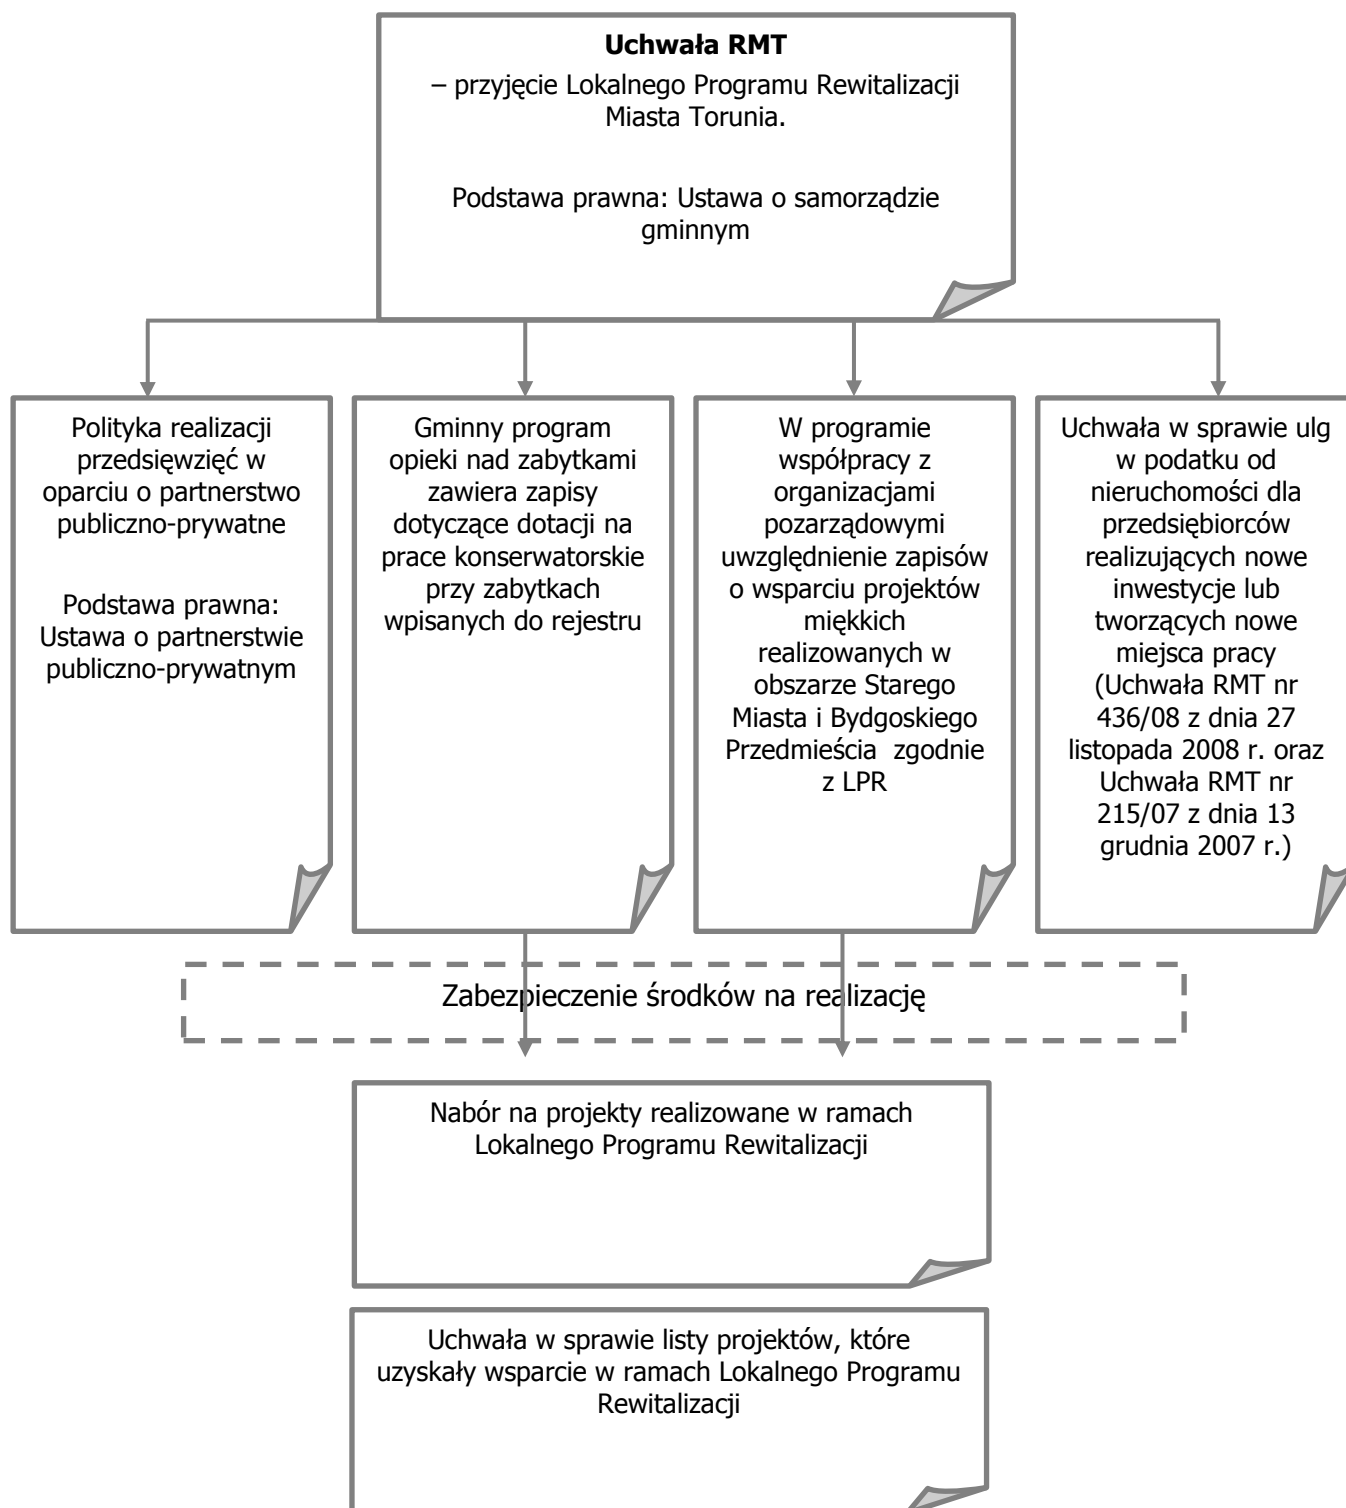 Uchwała RMT
– przyjęcie Lokalnego Programu Rewitalizacji
Miasta Torunia.
Podstawa prawna: Ustawa o samorządzie
gminnym
Polityka realizacji
przedsięwzięć w
oparciu o partnerstwo
publiczno-prywatne
Podstawa prawna:
Ustawa o partnerstwie
publiczno-prywatnym
Gminny program
opieki nad zabytkami
zawiera zapisy
dotyczące dotacji na
prace konserwatorskie
przy zabytkach
wpisanych do rejestru
W programie
współpracy z
organizacjami
pozarządowymi
uwzględnienie zapisów
o wsparciu projektów
miękkich
realizowanych w
obszarze Starego
Miasta i Bydgoskiego
Przedmieścia zgodnie
z LPR
Uchwała w sprawie ulg
w podatku od
nieruchomości dla
przedsiębiorców
realizujących nowe
inwestycje lub
tworzących nowe
miejsca pracy
(Uchwała RMT nr
436/08 z dnia 27
listopada 2008 r. oraz
Uchwała RMT nr
215/07 z dnia 13
grudnia 2007 r.)
Zabezpieczenie środków na realizację
Nabór na projekty realizowane w ramach
Lokalnego Programu Rewitalizacji
Uchwała w sprawie listy projektów, które
uzyskały wsparcie w ramach Lokalnego Programu
Rewitalizacji